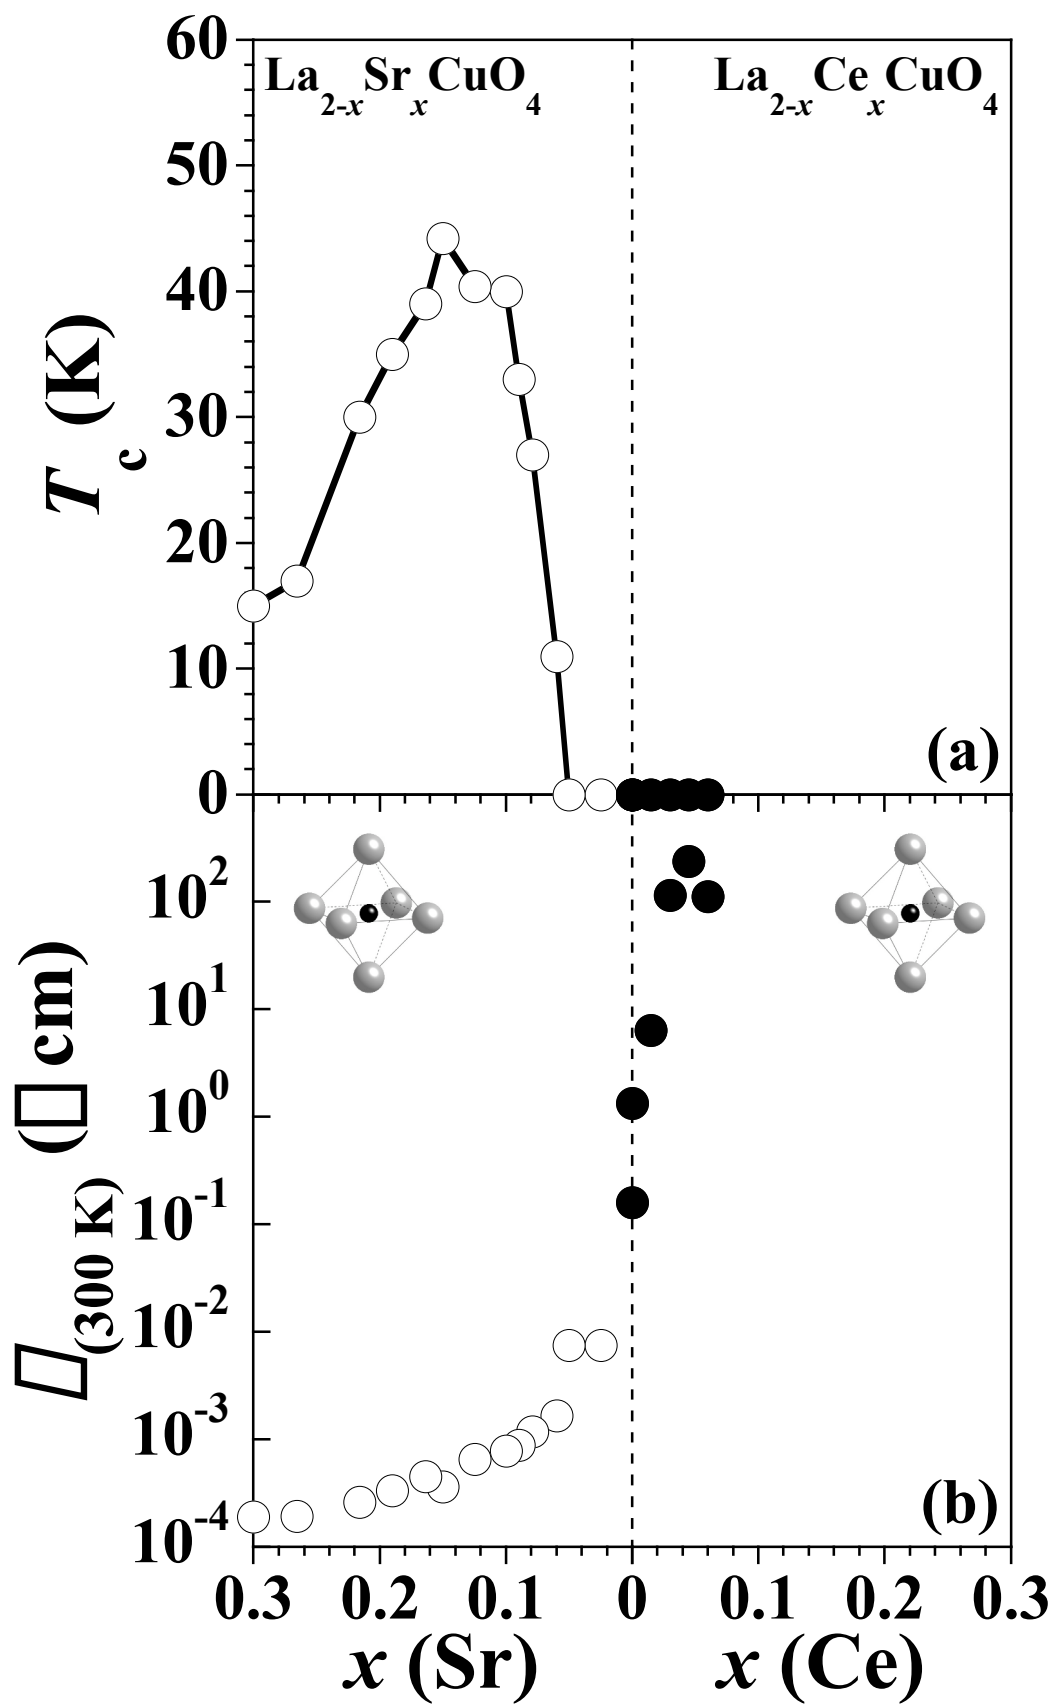 60
La2-xSrxCuO4 La2-xCexCuO4
50
40
30
20
10
0
Tc (K)
(a)
10^2
10^1
10^0
10^-1
10^-2
10^-3
10^-4
▯(300 K) (▯ cm)
(b)
0.3 0.2 0.1 0 0.1 0.2 0.3
x (Sr) x (Ce)